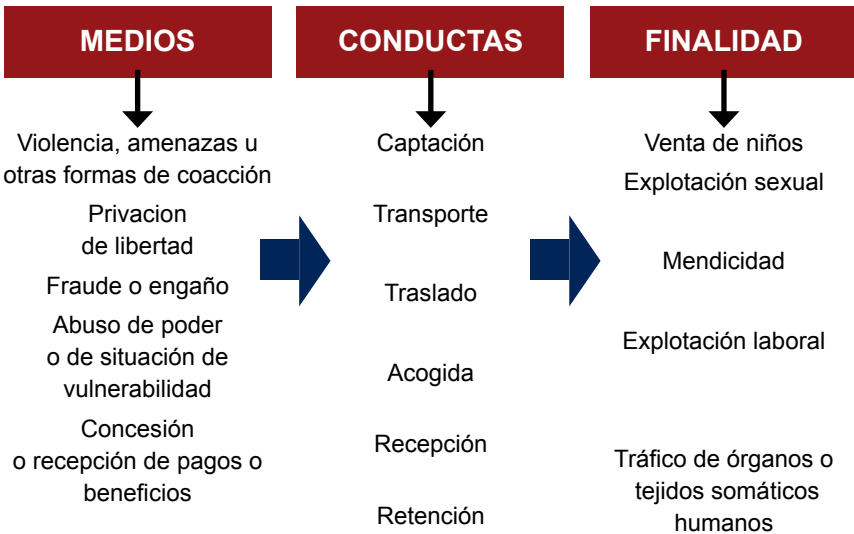 MEDIOS
Violencia, amenazas u
otras formas de coacción
Privacion
de libertad
Fraude o engaño
Abuso de poder
o de situación de
vulnerabilidad
Concesión
o recepción de pagos o
beneficios
CONDUCTAS
Captación
Transporte
Traslado
Acogida
Recepción
Retención
FINALIDAD
Venta de niños
Explotación sexual
Mendicidad
Explotación laboral
Tráfico de órganos o
tejidos somáticos
humanos